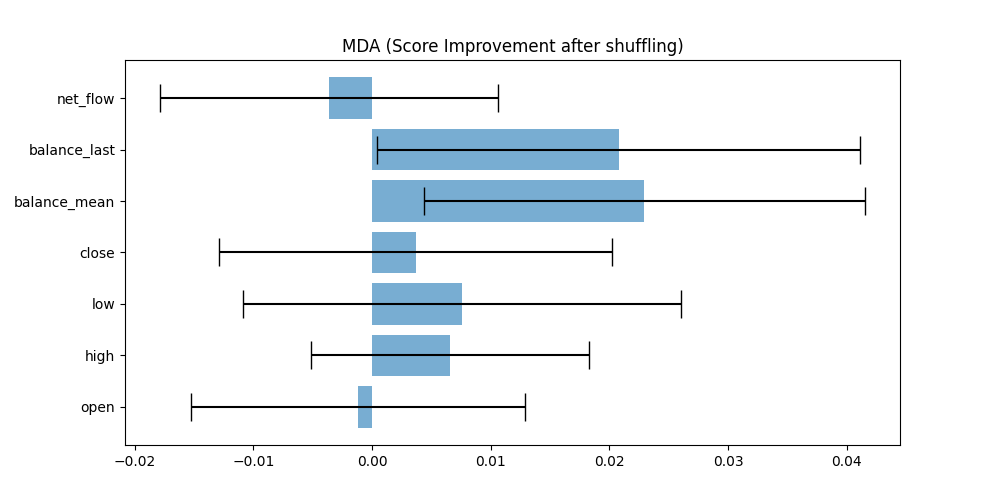 MDA (Score Improvement after shuffling)
net_flow
balance_last
balance_mean
close
low
high
open
−0.02 −0.01 0.00 0.01 0.02 0.03 0.04